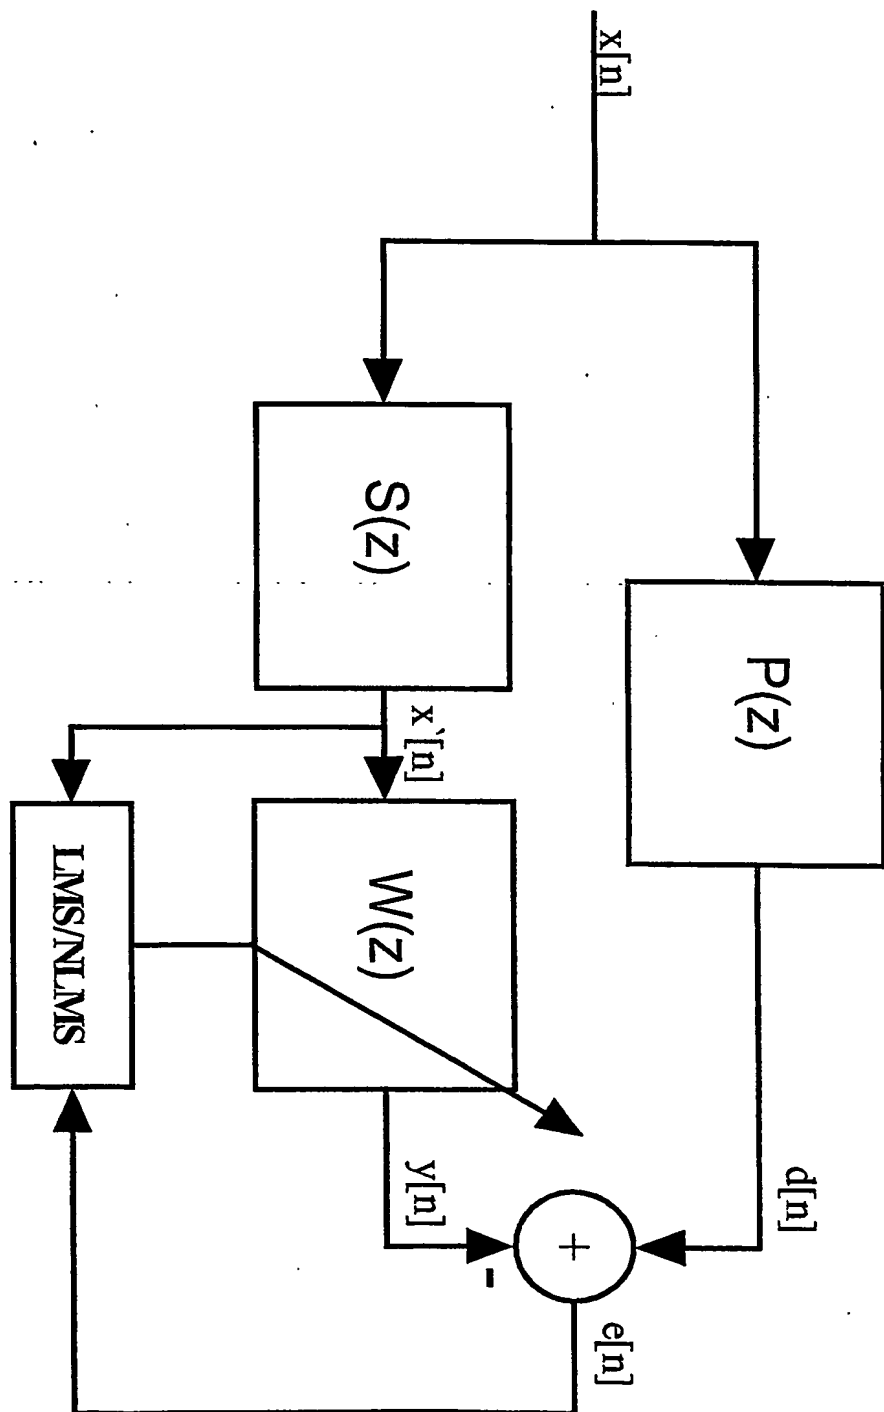 x[n]
P(z)
d[n]
S(z)
x`[n]
W(z)
y[n]
+
-
e[n]
LMS/NLMS